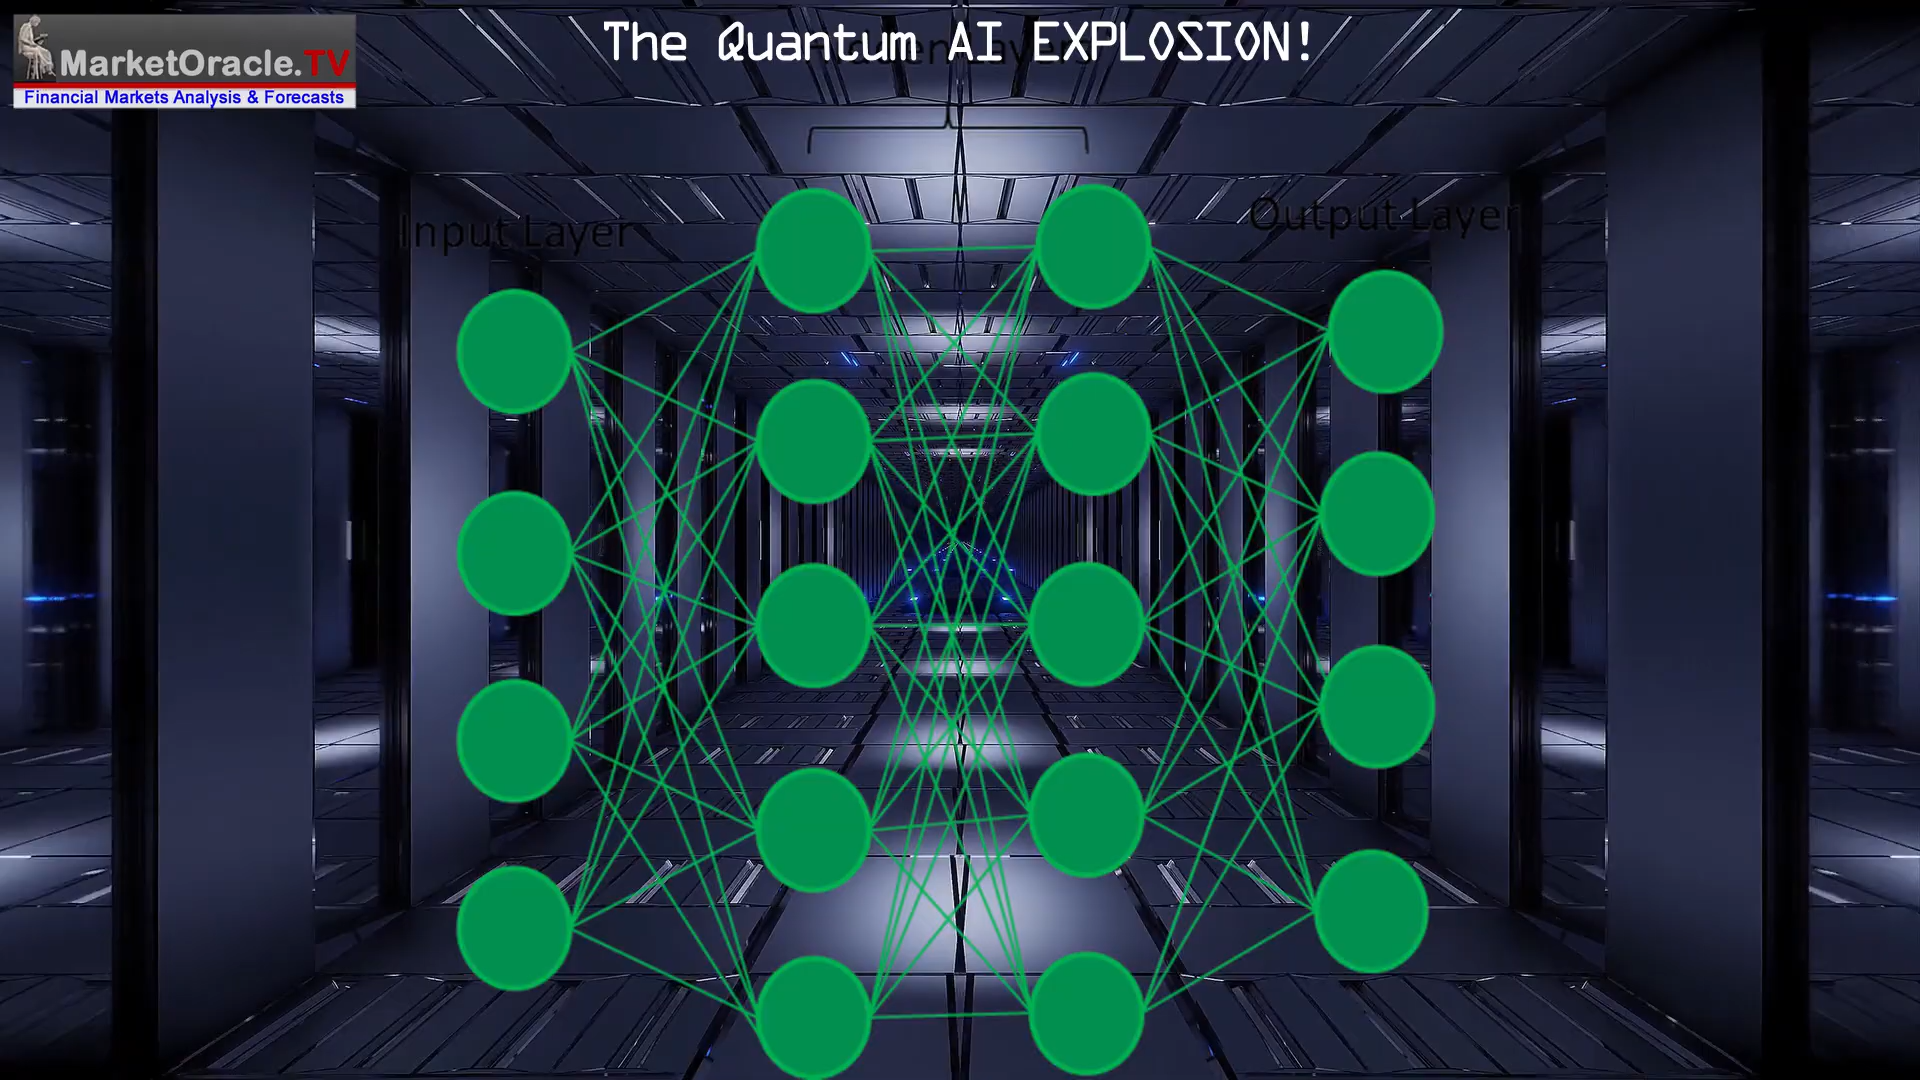 The Quantum AI EXPLOSION!
MarketOracle.TV
Financial Markets Analysis & Forecasts
Input Layer
Output Layer